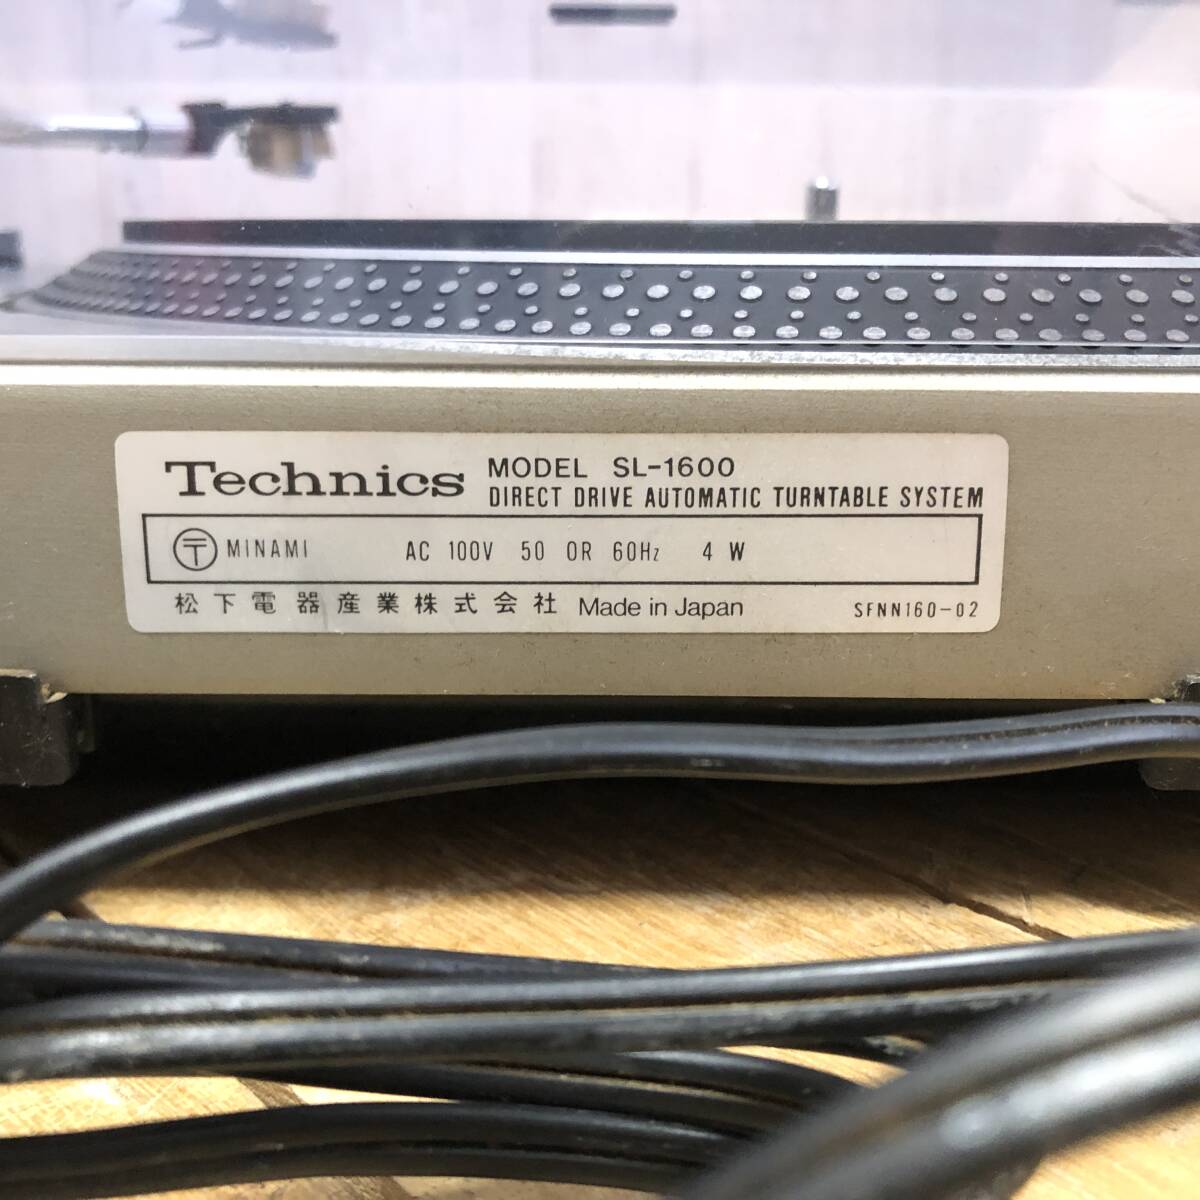 Technics MODEL SL-1600
DIRECT DRIVE AUTOMATIC TURNTABLE SYSTEM
〒 MINAMI AC 100V 50 OR 60Hz 4 W
松下電器産業株式会社 Made in Japan SFNN160-02